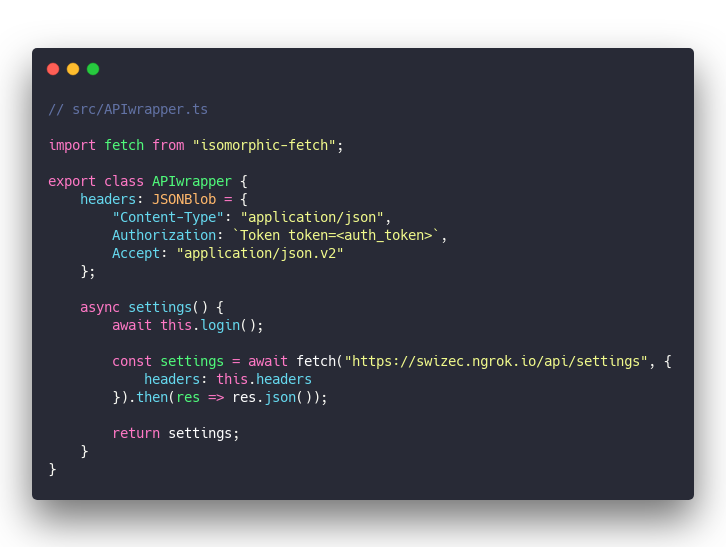 // src/APIwrapper.ts
import fetch from "isomorphic-fetch";
export class APIwrapper {
    headers: JSONBlob = {
        "Content-Type": "application/json",
        Authorization: `Token token=<auth_token>`,
        Accept: "application/json.v2"
    };
    async settings() {
        await this.login();
        const settings = await fetch("https://swizec.ngrok.io/api/settings", {
            headers: this.headers
        }).then(res => res.json());
        return settings;
    }
}